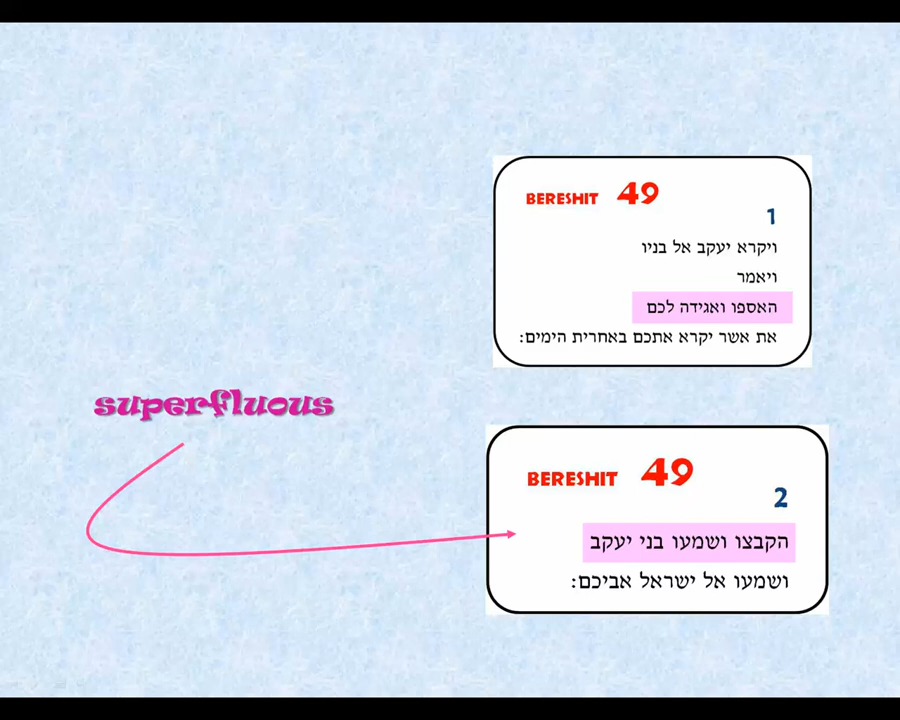 BERESHIT 49
1
ויקרא יעקב אל בניו
ויאמר
האספו ואגידה לכם
את אשר יקרא אתכם באחרית הימים:
superfluous
BERESHIT 49
2
הקבצו ושמעו בני יעקב
ושמעו אל ישראל אביכם: